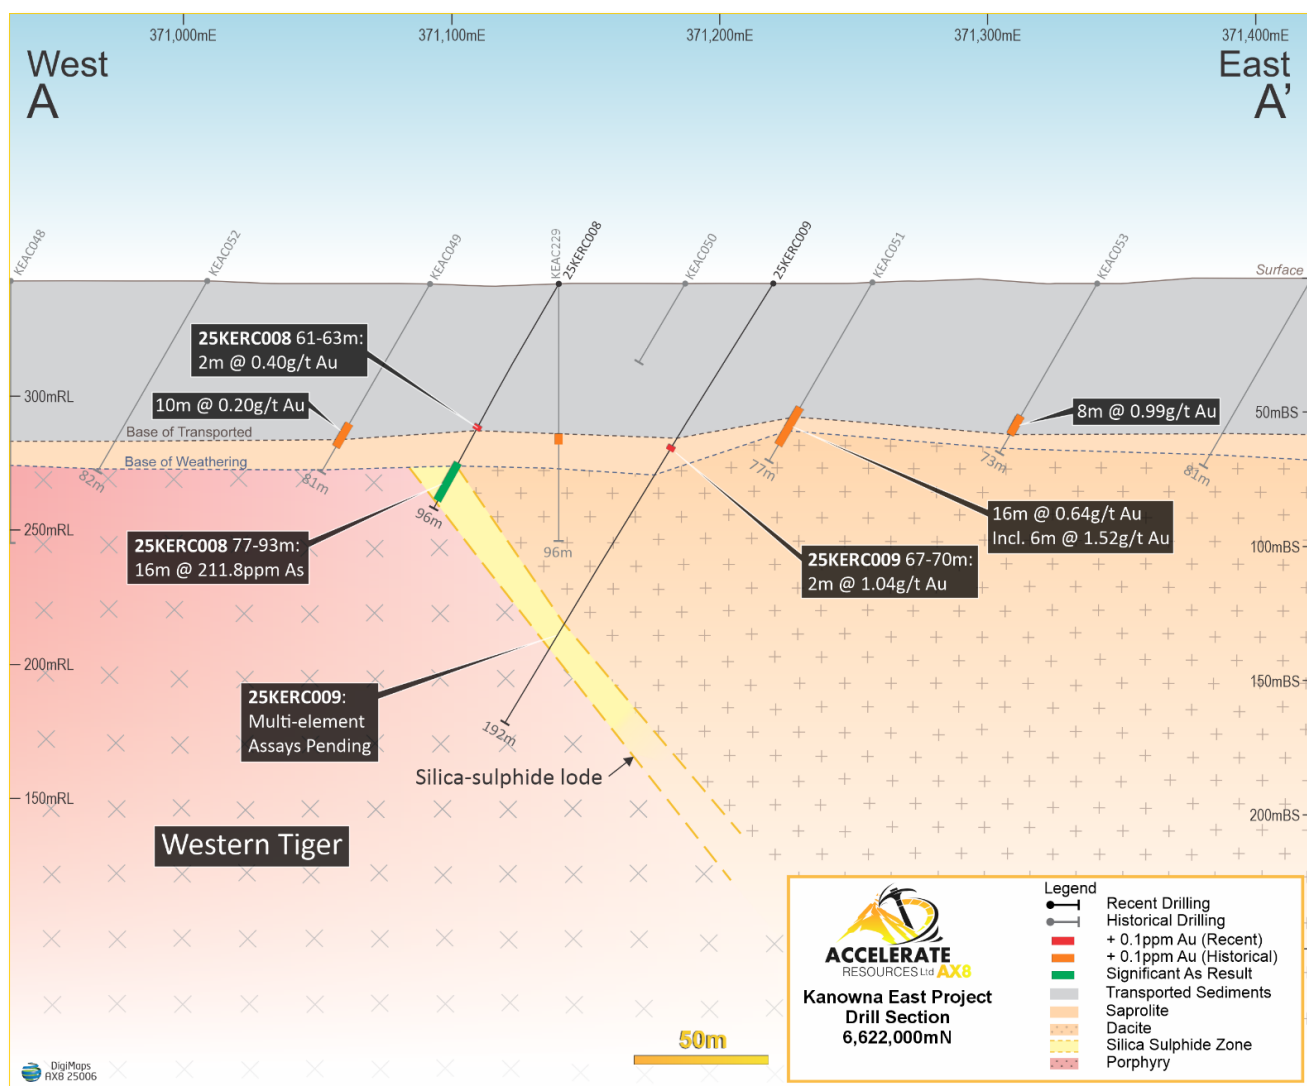 371,000mE
371,100mE
371,200mE
371,300mE
371,400mE
West
A
East
A'
KEAC048
KEAC052
KEAC049
KEAC229
25KERC008
KEAC050
25KERC009
KEAC051
KEAC053
Surface
25KERC008 61-63m:
2m @ 0.40g/t Au
300mRL
10m @ 0.20g/t Au
8m @ 0.99g/t Au
50mBS
Base of Transported
Base of Weathering
82m
81m
77m
73m
81m
96m
96m
250mRL
16m @ 0.64g/t Au
Incl. 6m @ 1.52g/t Au
100mBS
25KERC008 77-93m:
16m @ 211.8ppm As
25KERC009 67-70m:
2m @ 1.04g/t Au
200mRL
150mBS
25KERC009:
Multi-element
Assays Pending
192m
Silica-sulphide lode
150mRL
200mBS
Western Tiger
ACCELERATE
RESOURCES Ltd AX8
Kanowna East Project
Drill Section
6,622,000mN
Legend
Recent Drilling
Historical Drilling
+ 0.1ppm Au (Recent)
+ 0.1ppm Au (Historical)
Significant As Result
Transported Sediments
Saprolite
Dacite
Silica Sulphide Zone
Porphyry
50m
DigiMaps
AX8 25006